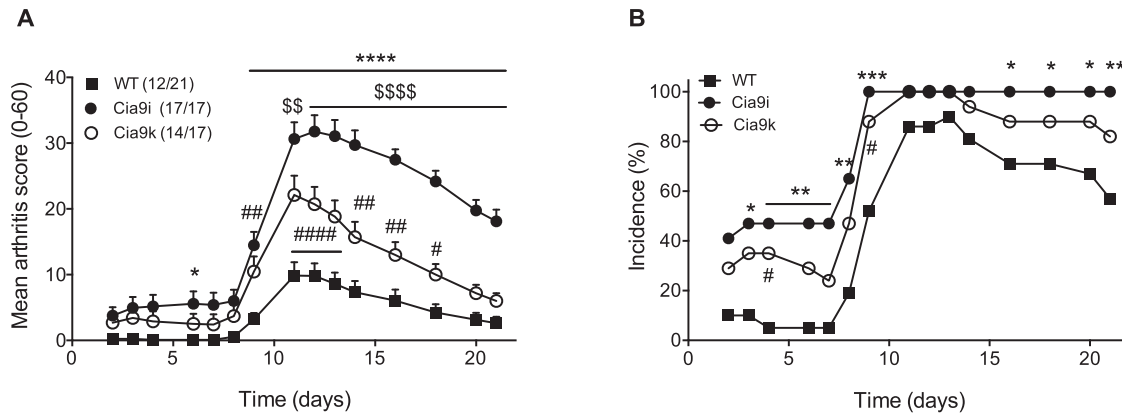 A
Mean arthritis score (0-60)
40
30
20
10
0
0 5 10 15 20
Time (days)
WT (12/21)
Cia9i (17/17)
Cia9k (14/17)
****
$$ $$$$
##
*
####
##
##
#
B
Incidence (%)
100
80
60
40
20
0
0 5 10 15 20
Time (days)
WT
Cia9i
Cia9k
*** * * * **
#
**
**
*
#